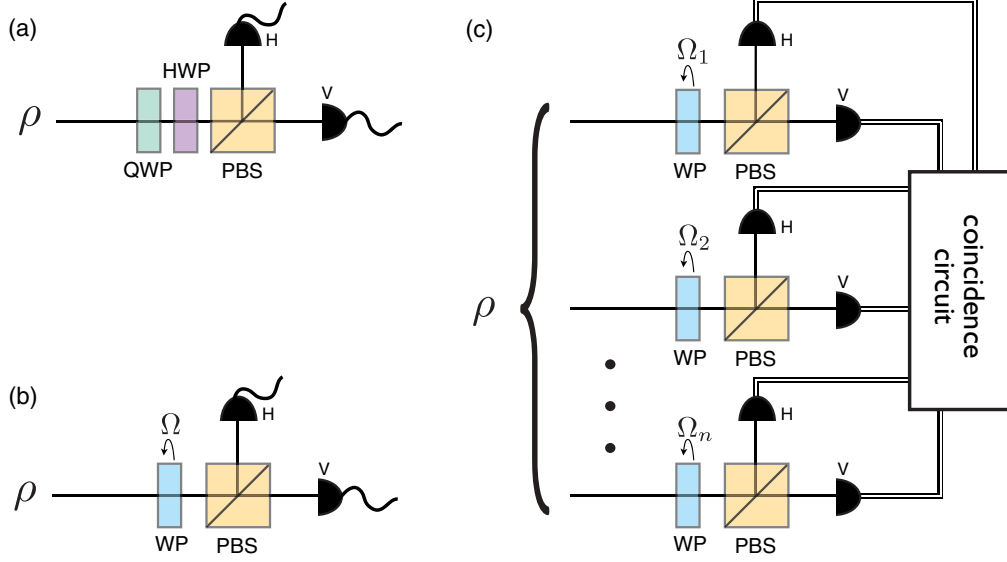 (a)
H
HWP
V
ρ
QWP
PBS
(b)
Ω
H
V
ρ
WP
PBS
(c)
Ω₁
H
V
WP
PBS
Ω₂
H
V
ρ
WP
PBS
Ωₙ
H
V
WP
PBS
coincidence
circuit